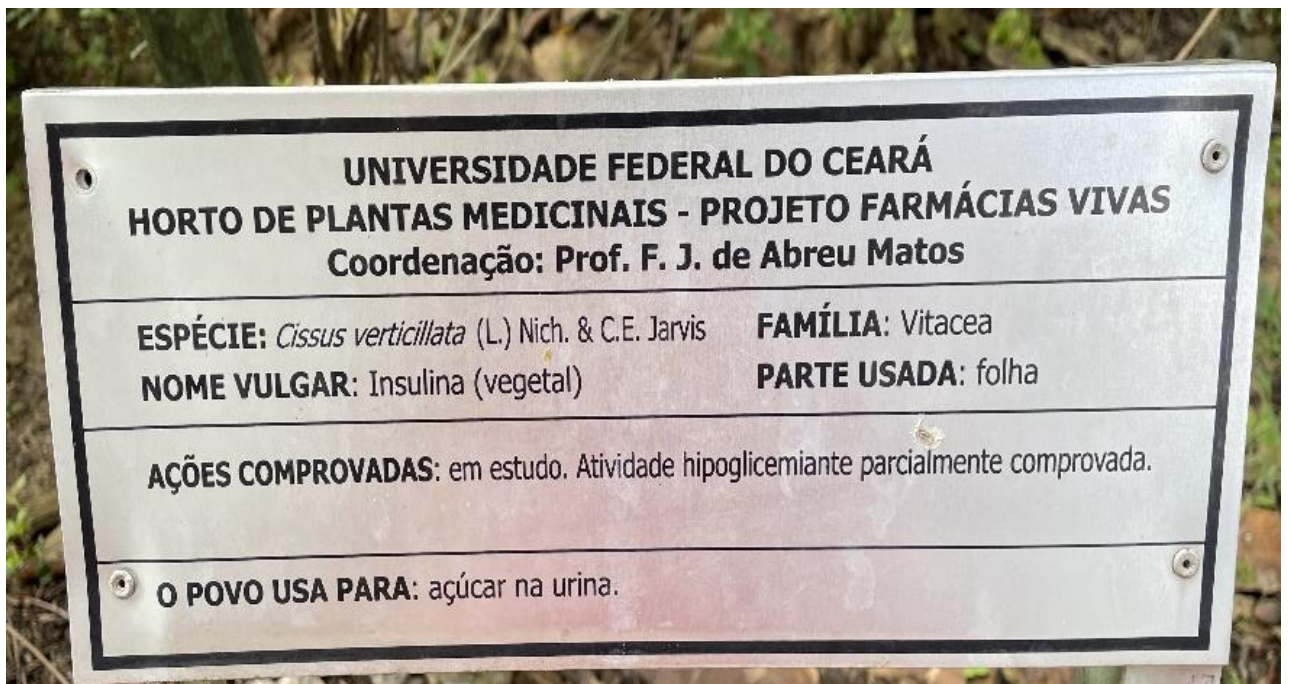 UNIVERSIDADE FEDERAL DO CEARÁ
HORTO DE PLANTAS MEDICINAIS - PROJETO FARMÁCIAS VIVAS
Coordenação: Prof. F. J. de Abreu Matos
ESPÉCIE: Cissus verticillata (L.) Nich. & C.E. Jarvis FAMÍLIA: Vitacea
NOME VULGAR: Insulina (vegetal) PARTE USADA: folha
AÇÕES COMPROVADAS: em estudo. Atividade hipoglicemiante parcialmente comprovada.
O POVO USA PARA: açúcar na urina.